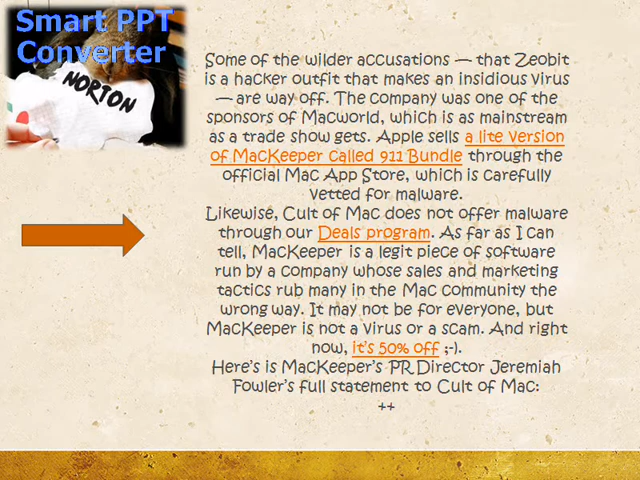 Smart PPT
Converter
NORTON
Some of the wilder accusations — that Zeobit
is a hacker outfit that makes an insidious virus
— are way off. The company was one of the
sponsors of Macworld, which is as mainstream
as a trade show gets. Apple sells a lite version
of MacKeeper called 911 Bundle through the
official Mac App Store, which is carefully
vetted for malware.
Likewise, Cult of Mac does not offer malware
through our Deals program. As far as I can
tell, MacKeeper is a legit piece of software
run by a company whose sales and marketing
tactics rub many in the Mac community the
wrong way. It may not be for everyone, but
MacKeeper is not a virus or a scam. And right
now, it's 50% off ;-).
Here's is MacKeeper's PR Director Jeremiah
Fowler's full statement to Cult of Mac:
++